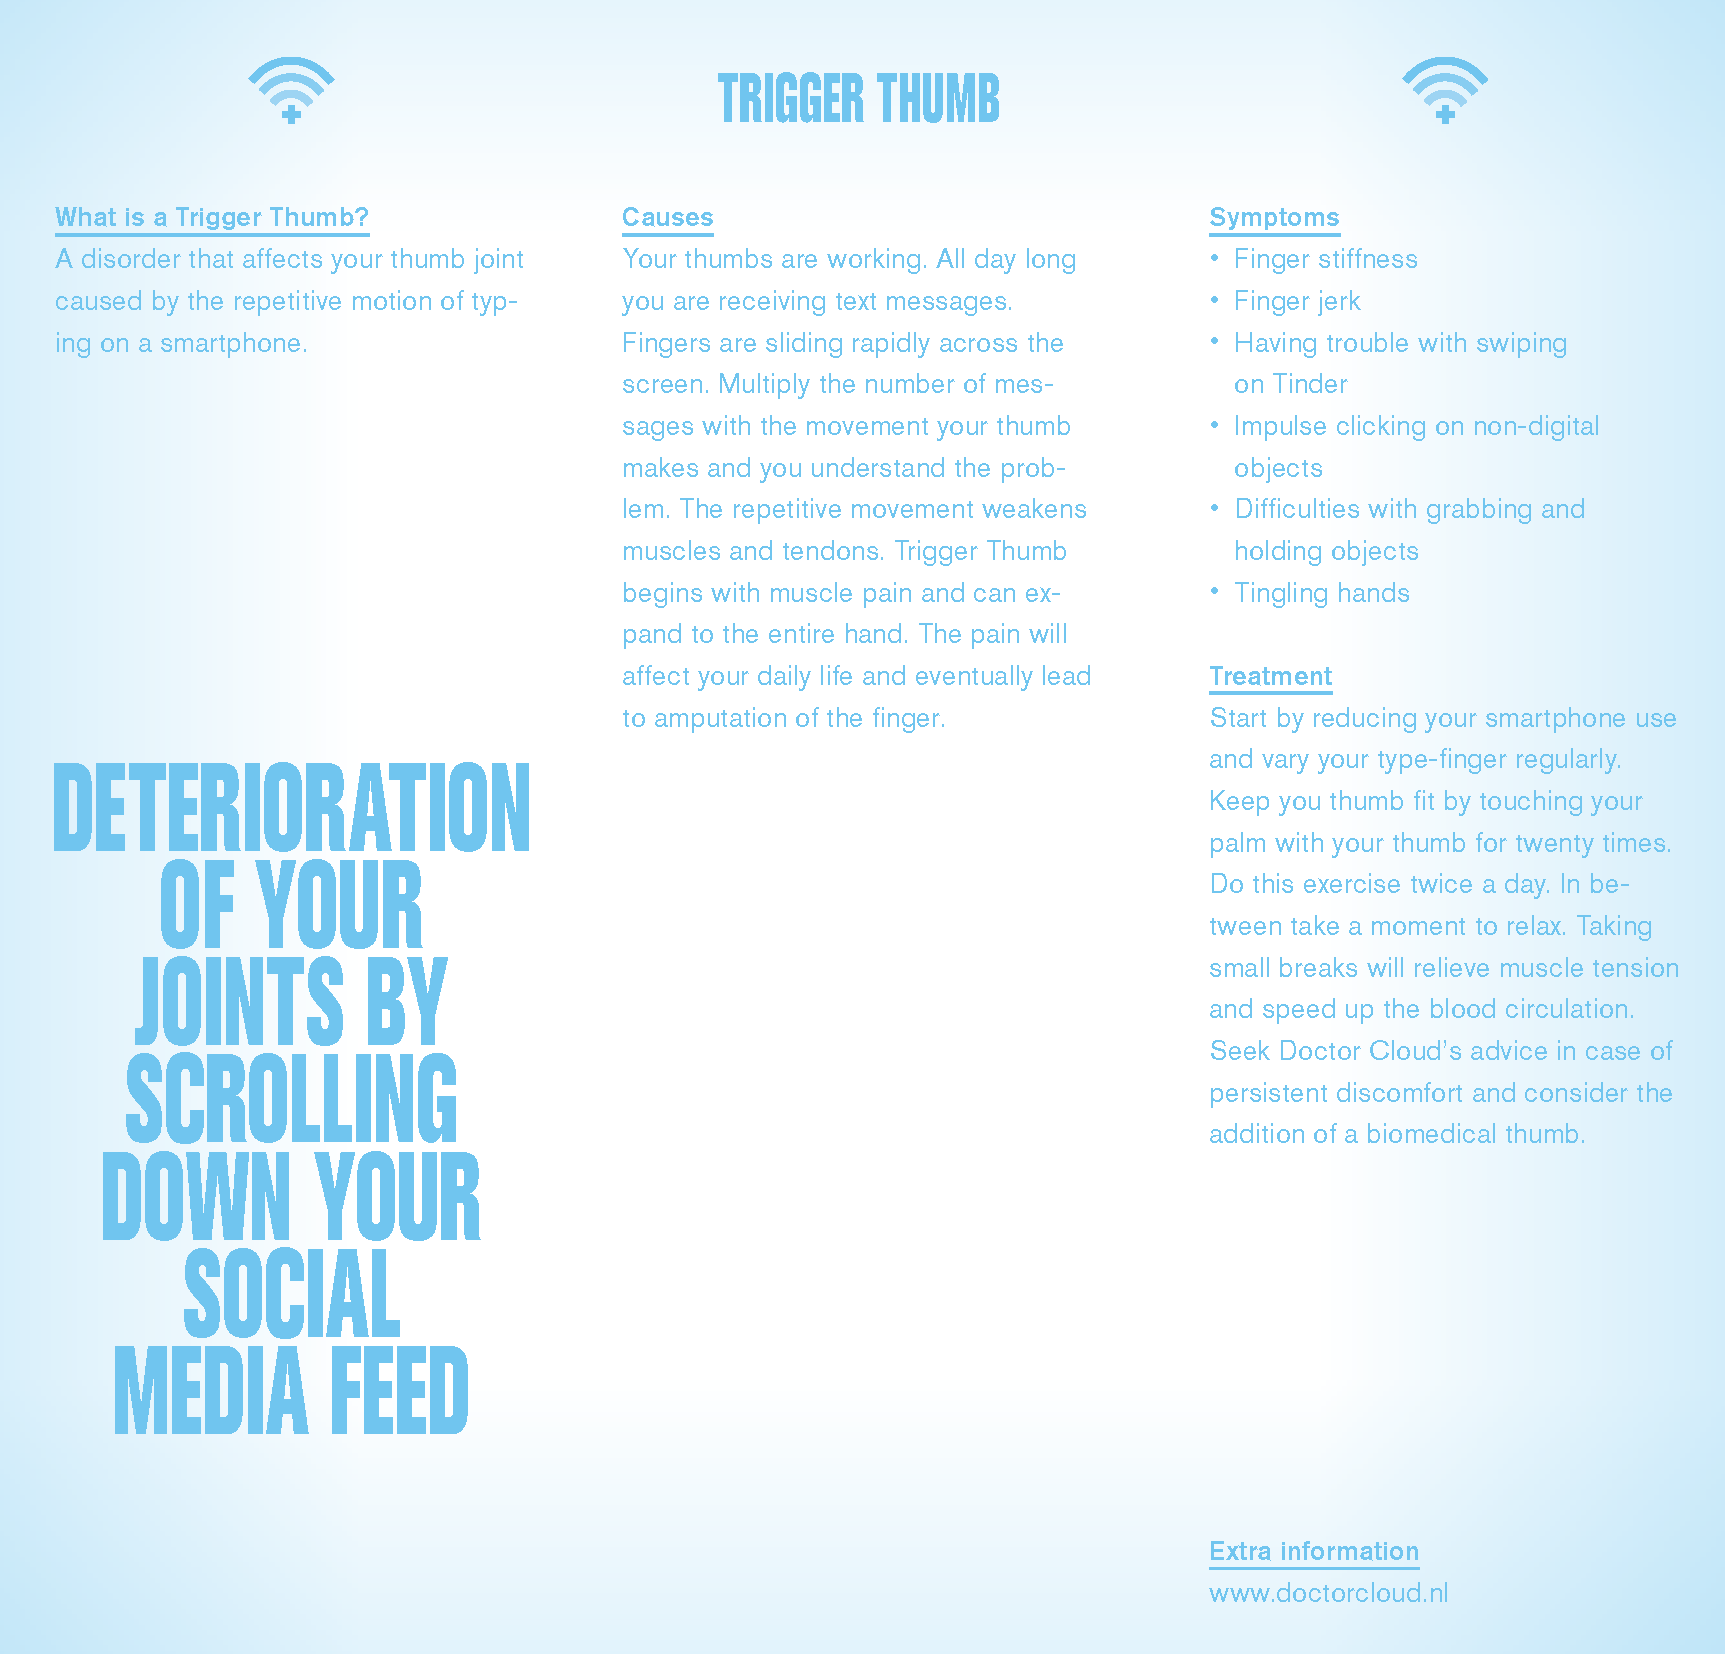 TRIGGER THUMB
What is a Trigger Thumb?
A disorder that affects your thumb joint
caused by the repetitive motion of typ-
ing on a smartphone.
DETERIORATION
OF YOUR
JOINTS BY
SCROLLING
DOWN YOUR
SOCIAL
MEDIA FEED
Causes
Your thumbs are working. All day long
you are receiving text messages.
Fingers are sliding rapidly across the
screen. Multiply the number of mes-
sages with the movement your thumb
makes and you understand the prob-
lem. The repetitive movement weakens
muscles and tendons. Trigger Thumb
begins with muscle pain and can ex-
pand to the entire hand. The pain will
affect your daily life and eventually lead
to amputation of the finger.
Symptoms
• Finger stiffness
• Finger jerk
• Having trouble with swiping
on Tinder
• Impulse clicking on non-digital
objects
• Difficulties with grabbing and
holding objects
• Tingling hands
Treatment
Start by reducing your smartphone use
and vary your type-finger regularly.
Keep you thumb fit by touching your
palm with your thumb for twenty times.
Do this exercise twice a day. In be-
tween take a moment to relax. Taking
small breaks will relieve muscle tension
and speed up the blood circulation.
Seek Doctor Cloud's advice in case of
persistent discomfort and consider the
addition of a biomedical thumb.
Extra information
www.doctorcloud.nl